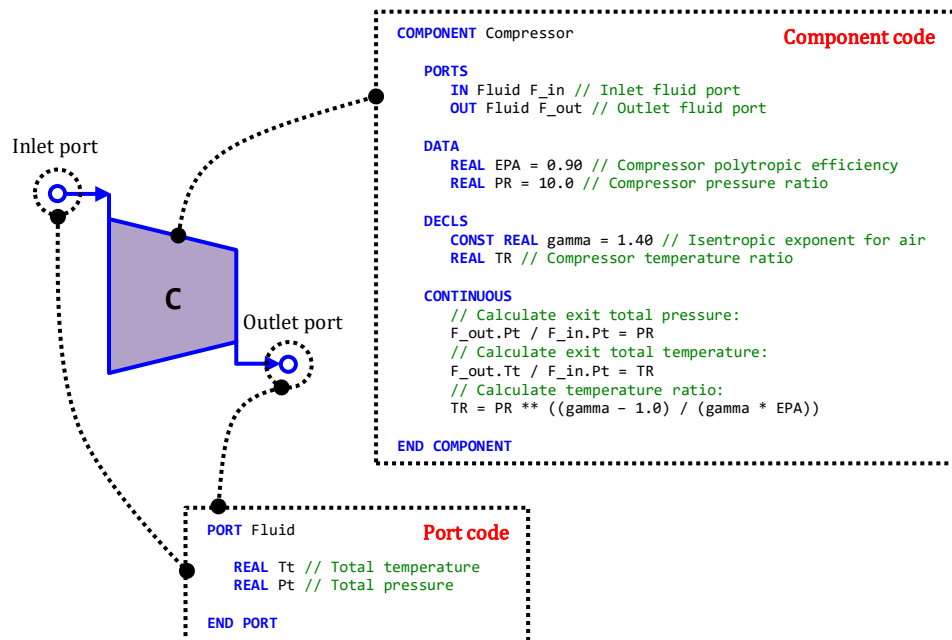 COMPONENT Compressor
Component code
PORTS
IN Fluid F_in // Inlet fluid port
OUT Fluid F_out // Outlet fluid port
DATA
REAL EPA = 0.90 // Compressor polytropic efficiency
REAL PR = 10.0 // Compressor pressure ratio
DECLS
CONST REAL gamma = 1.40 // Isentropic exponent for air
REAL TR // Compressor temperature ratio
CONTINUOUS
// Calculate exit total pressure:
F_out.Pt / F_in.Pt = PR
// Calculate exit total temperature:
F_out.Tt / F_in.Pt = TR
// Calculate temperature ratio:
TR = PR ** ((gamma – 1.0) / (gamma * EPA))
END COMPONENT
Inlet port
C
Outlet port
PORT Fluid
Port code
REAL Tt // Total temperature
REAL Pt // Total pressure
END PORT